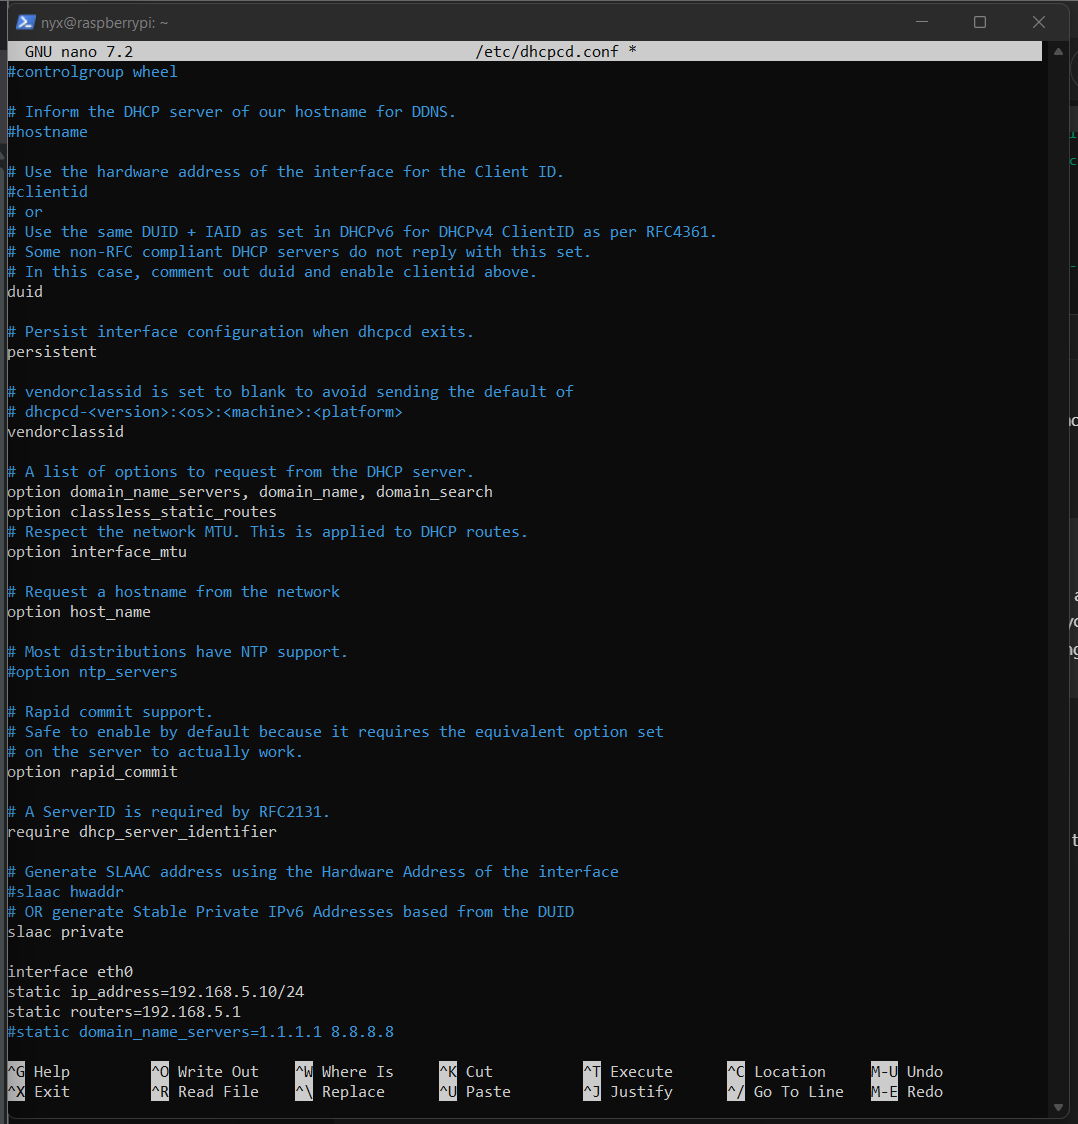 nyx@raspberrypi: ~
GNU nano 7.2 /etc/dhcpcd.conf *
#controlgroup wheel
# Inform the DHCP server of our hostname for DDNS.
#hostname
# Use the hardware address of the interface for the Client ID.
#clientid
# or
# Use the same DUID + IAID as set in DHCPv6 for DHCPv4 ClientID as per RFC4361.
# Some non-RFC compliant DHCP servers do not reply with this set.
# In this case, comment out duid and enable clientid above.
duid
# Persist interface configuration when dhcpcd exits.
persistent
# vendorclassid is set to blank to avoid sending the default of
# dhcpcd-<version>:<os>:<machine>:<platform>
vendorclassid
# A list of options to request from the DHCP server.
option domain_name_servers, domain_name, domain_search
option classless_static_routes
# Respect the network MTU. This is applied to DHCP routes.
option interface_mtu
# Request a hostname from the network
option host_name
# Most distributions have NTP support.
#option ntp_servers
# Rapid commit support.
# Safe to enable by default because it requires the equivalent option set
# on the server to actually work.
option rapid_commit
# A ServerID is required by RFC2131.
require dhcp_server_identifier
# Generate SLAAC address using the Hardware Address of the interface
#slaac hwaddr
# OR generate Stable Private IPv6 Addresses based from the DUID
slaac private
interface eth0
static ip_address=192.168.5.10/24
static routers=192.168.5.1
#static domain_name_servers=1.1.1.1 8.8.8.8
^G Help ^O Write Out ^W Where Is ^K Cut ^T Execute ^C Location M-U Undo
^X Exit ^R Read File ^\ Replace ^U Paste ^J Justify ^/ Go To Line M-E Redo